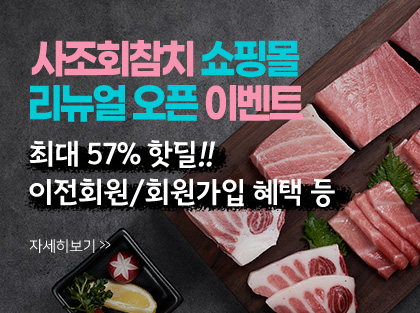 사조회참치 쇼핑몰
리뉴얼 오픈 이벤트
최대 57% 핫딜!!
이전회원/회원가입 혜택 등
자세히보기 >>